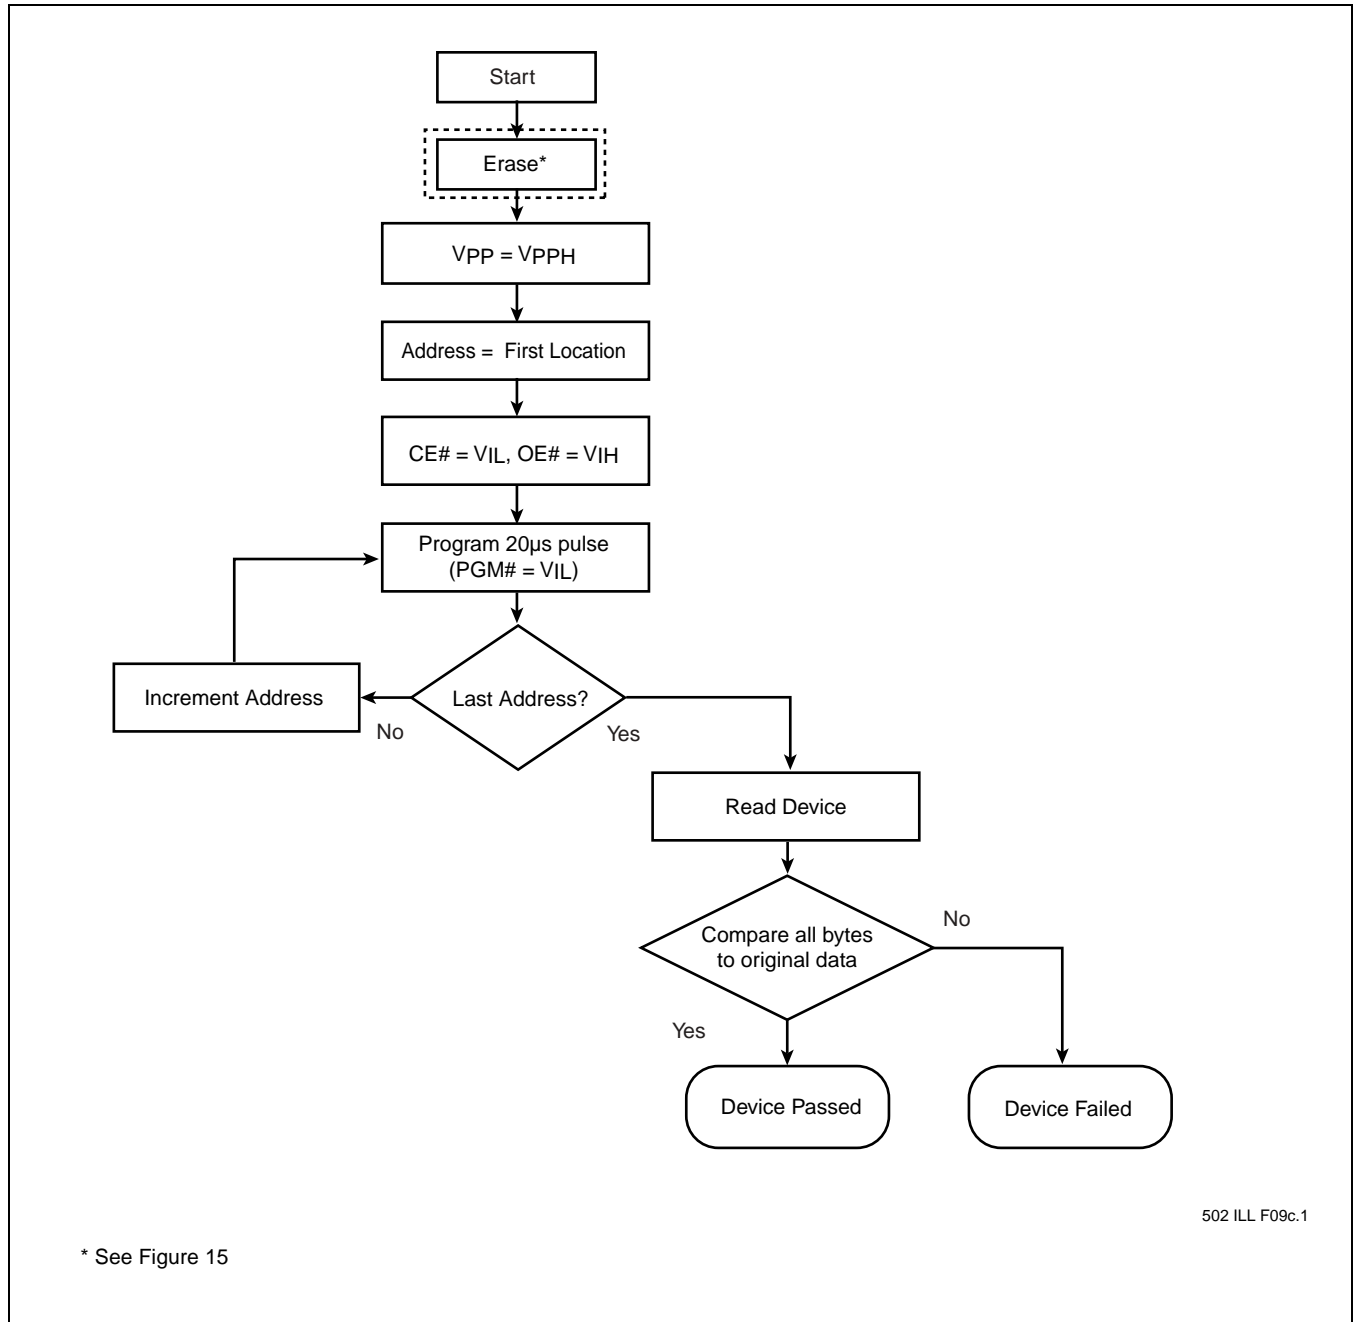 Start
Erase*
VPP = VPPH
Address = First Location
CE# = VIL, OE# = VIH
Program 20µs pulse
(PGM# = VIL)
Increment Address
Last Address?
No
Yes
Read Device
Compare all bytes
to original data
No
Yes
Device Passed
Device Failed
502 ILL F09c.1
* See Figure 15